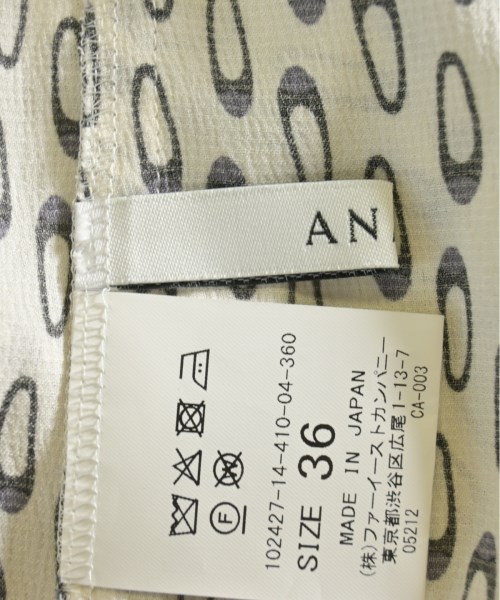 AN
102427-14-410-04-360
SIZE 36
MADE IN JAPAN
(株)ファーイーストカンパニー
東京都渋谷区広尾1-13-7
05212 CA-003
F